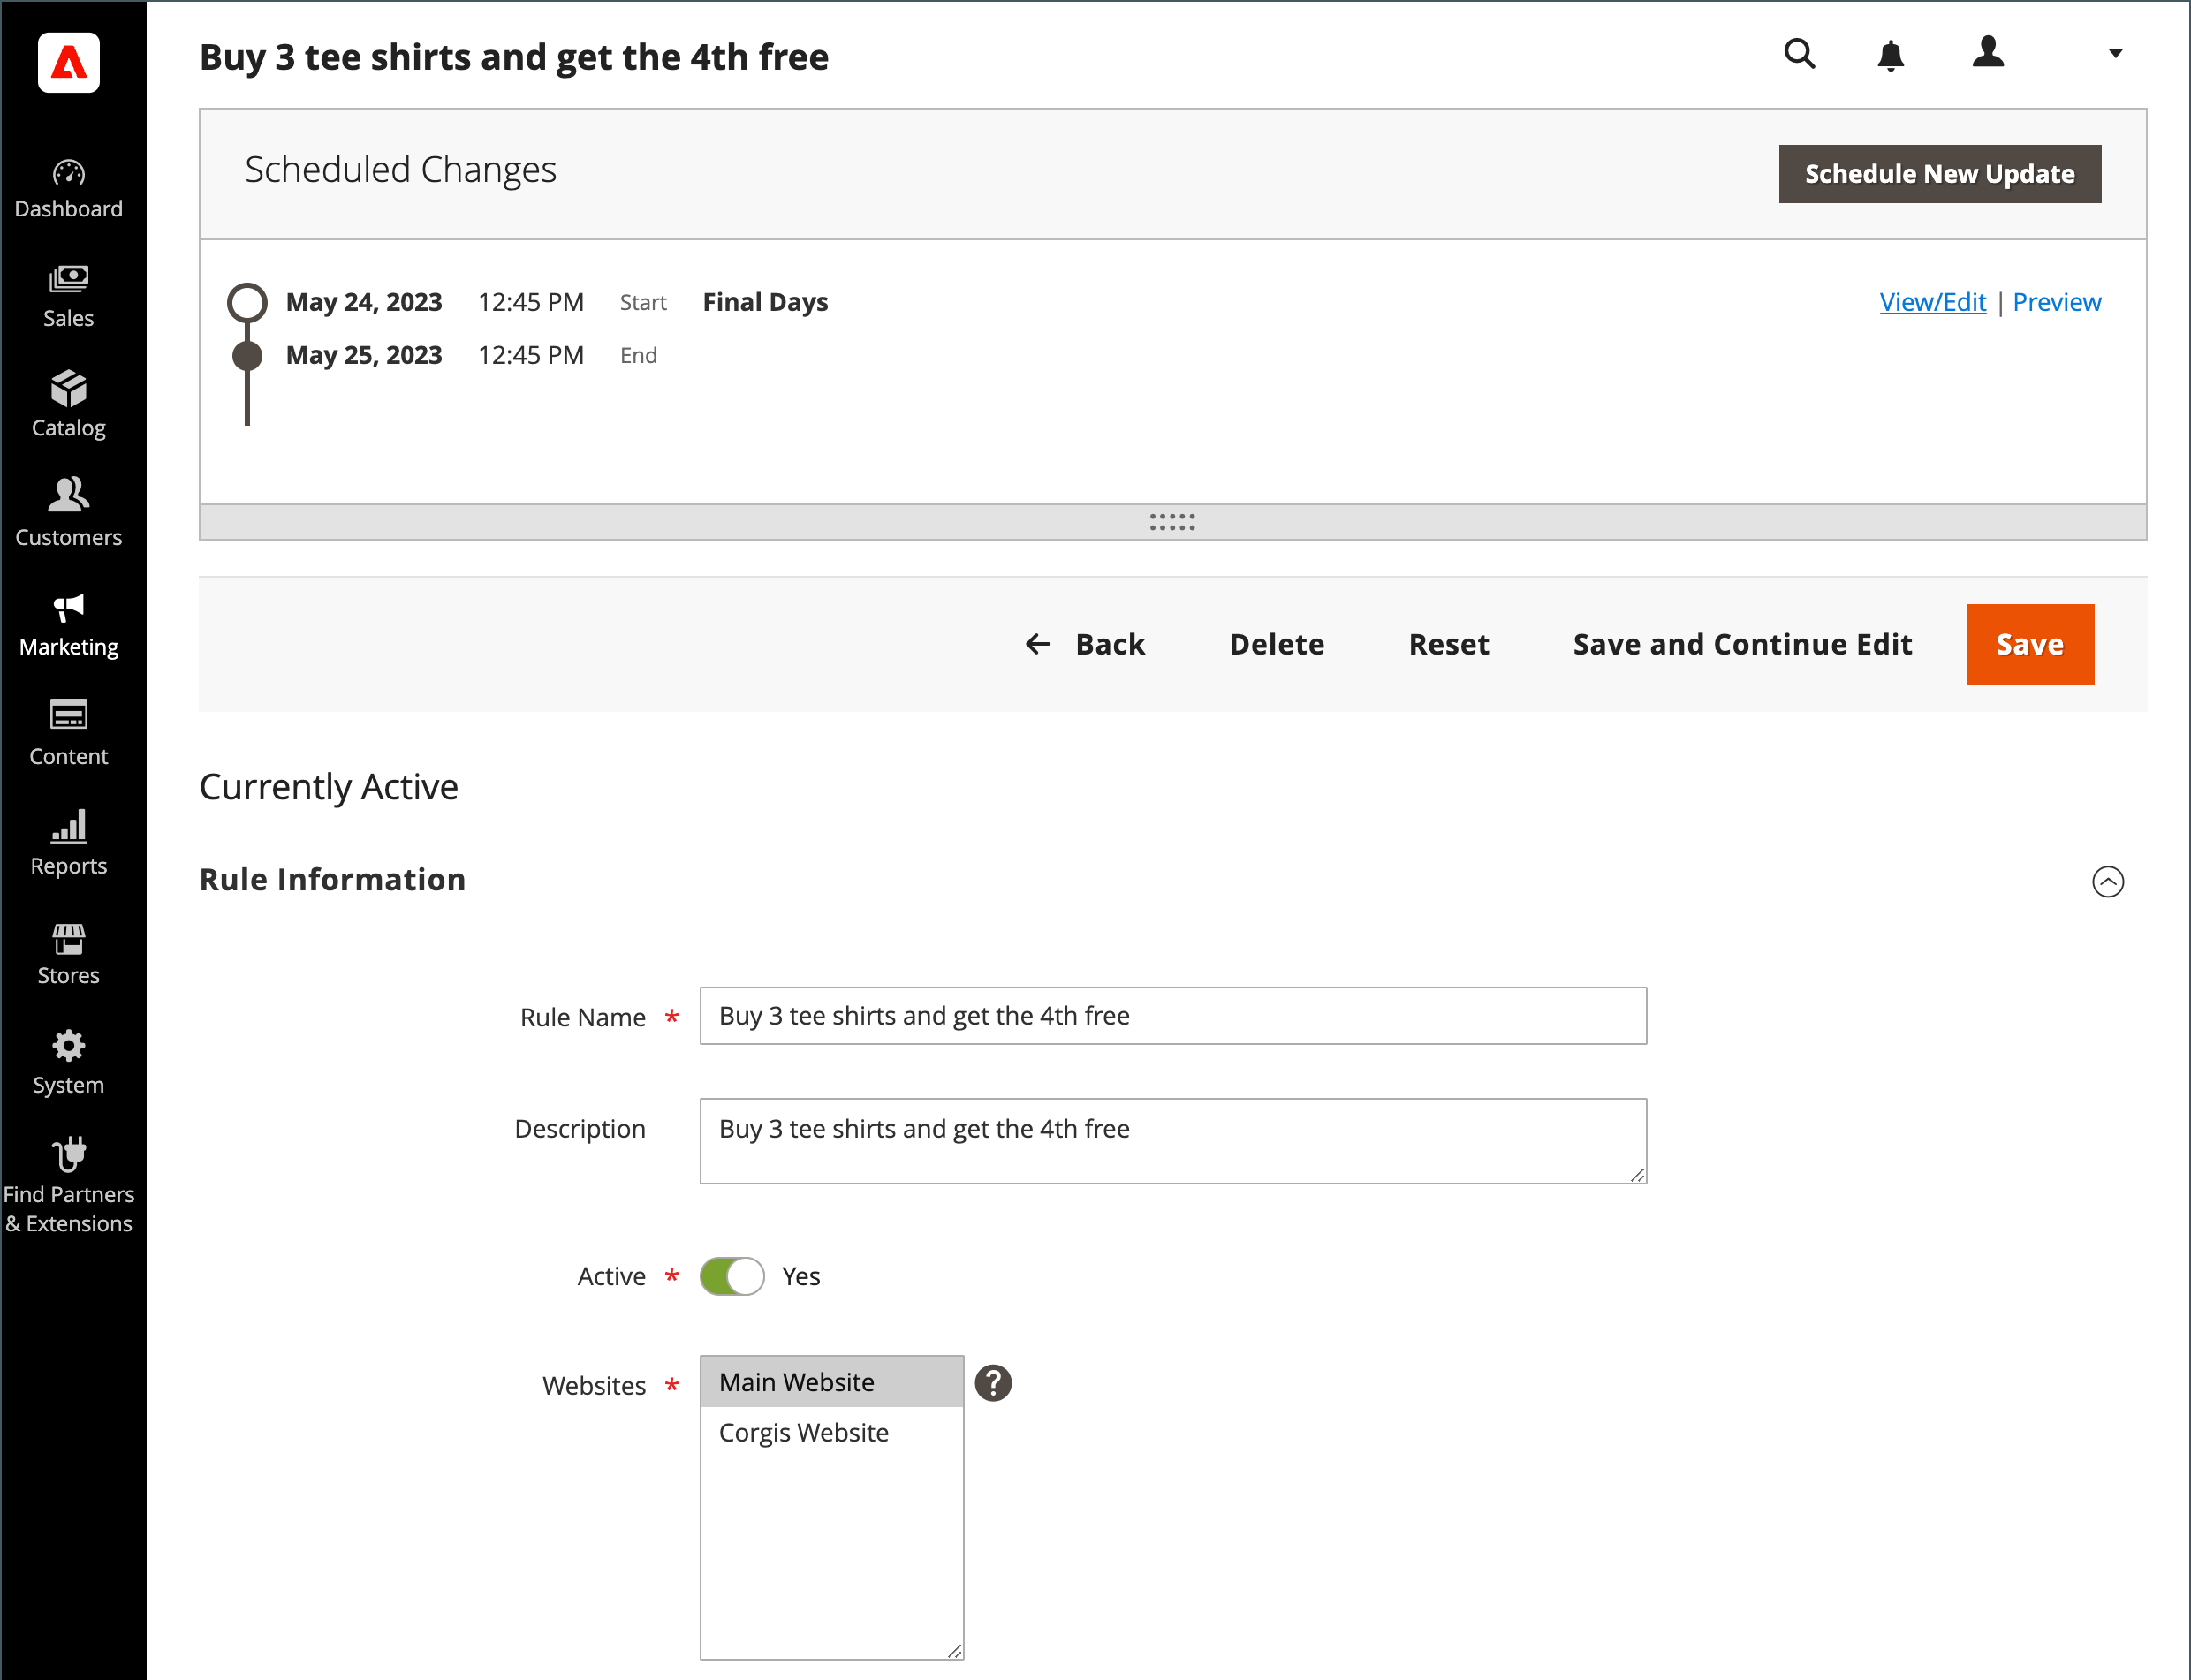 Buy 3 tee shirts and get the 4th free
Dashboard
Sales
Catalog
Customers
Marketing
Content
Reports
Stores
System
Find Partners
& Extensions
Scheduled Changes
Schedule New Update
May 24, 2023 12:45 PM Start Final Days View/Edit | Preview
May 25, 2023 12:45 PM End
Back Delete Reset Save and Continue Edit Save
Currently Active
Rule Information
Rule Name * Buy 3 tee shirts and get the 4th free
Description Buy 3 tee shirts and get the 4th free
Active * Yes
Websites * Main Website ?
Corgis Website